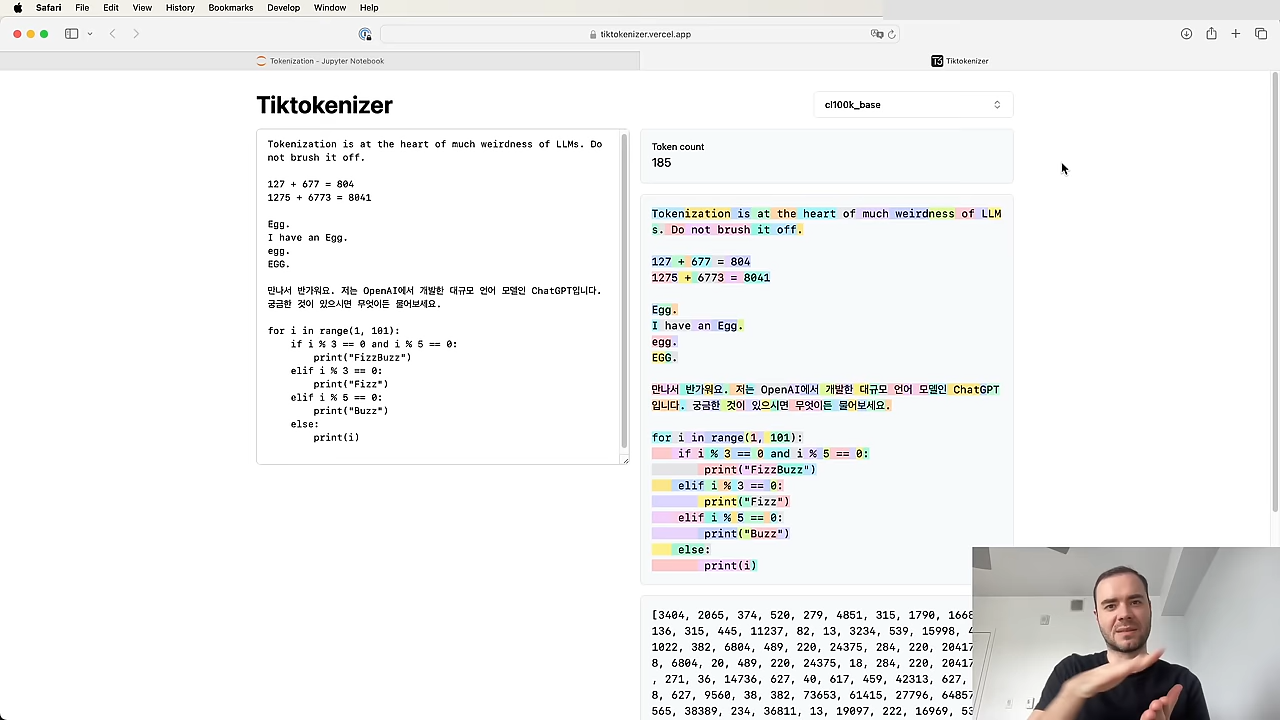 Safari File Edit View History Bookmarks Develop Window Help
tiktokenizer.vercel.app
Tokenization - Jupyter Notebook
Tiktokenizer
Tiktokenizer
cl100k_base
Tokenization is at the heart of much weirdness of LLMs. Do
not brush it off.
127 + 677 = 804
1275 + 6773 = 8041
Egg.
I have an Egg.
egg.
EGG.
만나서 반가워요. 저는 OpenAI에서 개발한 대규모 언어 모델인 ChatGPT입니다.
궁금한 것이 있으시면 무엇이든 물어보세요.
for i in range(1, 101):
    if i % 3 == 0 and i % 5 == 0:
        print("FizzBuzz")
    elif i % 3 == 0:
        print("Fizz")
    elif i % 5 == 0:
        print("Buzz")
    else:
        print(i)
Token count
185
Tokenization is at the heart of much weirdness of LLM
s. Do not brush it off.
127 + 677 = 804
1275 + 6773 = 8041
Egg.
I have an Egg.
egg.
EGG.
만나서 반가워요. 저는 OpenAI에서 개발한 대규모 언어 모델인 ChatGPT
입니다. 궁금한 것이 있으시면 무엇이든 물어보세요.
for i in range(1, 101):
    if i % 3 == 0 and i % 5 == 0:
        print("FizzBuzz")
    elif i % 3 == 0:
        print("Fizz")
    elif i % 5 == 0:
        print("Buzz")
    else:
        print(i)
[3404, 2065, 374, 520, 279, 4851, 315, 1790, 1668
136, 315, 445, 11237, 82, 13, 3234, 539, 15998,
1022, 382, 6804, 489, 220, 24375, 284, 220, 20417
8, 6804, 20, 489, 220, 24375, 18, 284, 220, 20417
, 271, 36, 14736, 627, 40, 617, 459, 42313, 627,
8, 627, 9560, 38, 382, 73653, 61415, 27796, 64857
565, 38389, 234, 36811, 13, 19097, 222, 16969, 53